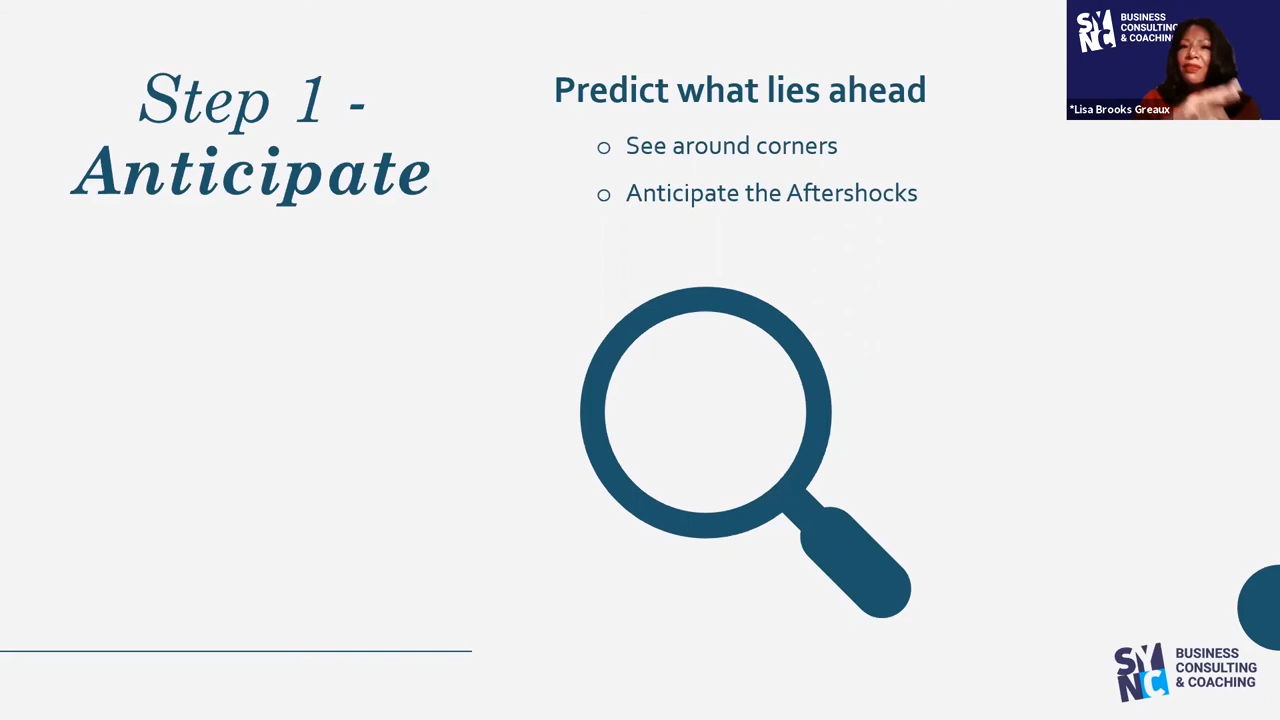 Step 1 -
Anticipate
Predict what lies ahead
See around corners
Anticipate the Aftershocks
SYNC
BUSINESS
CONSULTING
& COACHING
*Lisa Brooks Greaux
SYNC
BUSINESS
CONSULTING
& COACHING